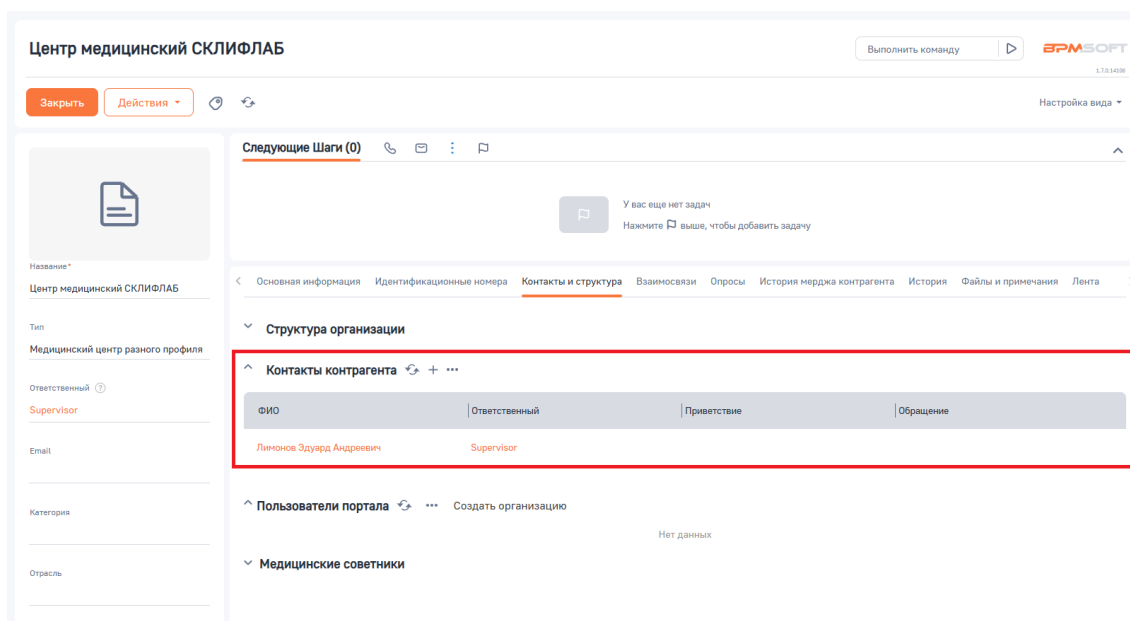 Центр медицинский СКЛИФЛАБ
Выполнить команду
BPMSOFT
1.7.0.14108
Закрыть
Действия
Настройка вида
Следующие Шаги (0)
У вас еще нет задач
Нажмите выше, чтобы добавить задачу
Название*
Центр медицинский СКЛИФЛАБ
Тип
Медицинский центр разного профиля
Ответственный ?
Supervisor
Email
Категория
Отрасль
Основная информация Идентификационные номера Контакты и структура Взаимосвязи Опросы История мерджа контрагента История Файлы и примечания Лента
Структура организации
Контакты контрагента
ФИО Ответственный Приветствие Обращение
Лимонов Эдуард Андреевич Supervisor
Пользователи портала Создать организацию
Нет данных
Медицинские советники